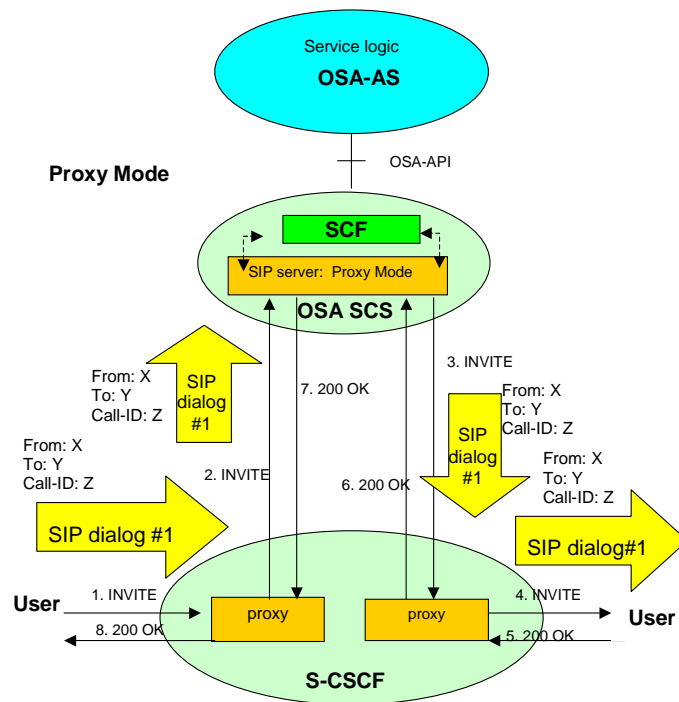 Service logic
OSA-AS
OSA-API
Proxy Mode
SCF
SIP server:  Proxy Mode
OSA SCS
3. INVITE
From: X
To: Y
Call-ID: Z
SIP
dialog
#1
7. 200 OK
From: X
To: Y
Call-ID: Z
SIP
dialog
#1
From: X
To: Y
Call-ID: Z
2. INVITE
6. 200 OK
From: X
To: Y
Call-ID: Z
SIP dialog #1
SIP dialog#1
User
1. INVITE
8. 200 OK
proxy
proxy
4. INVITE
5. 200 OK
User
S-CSCF